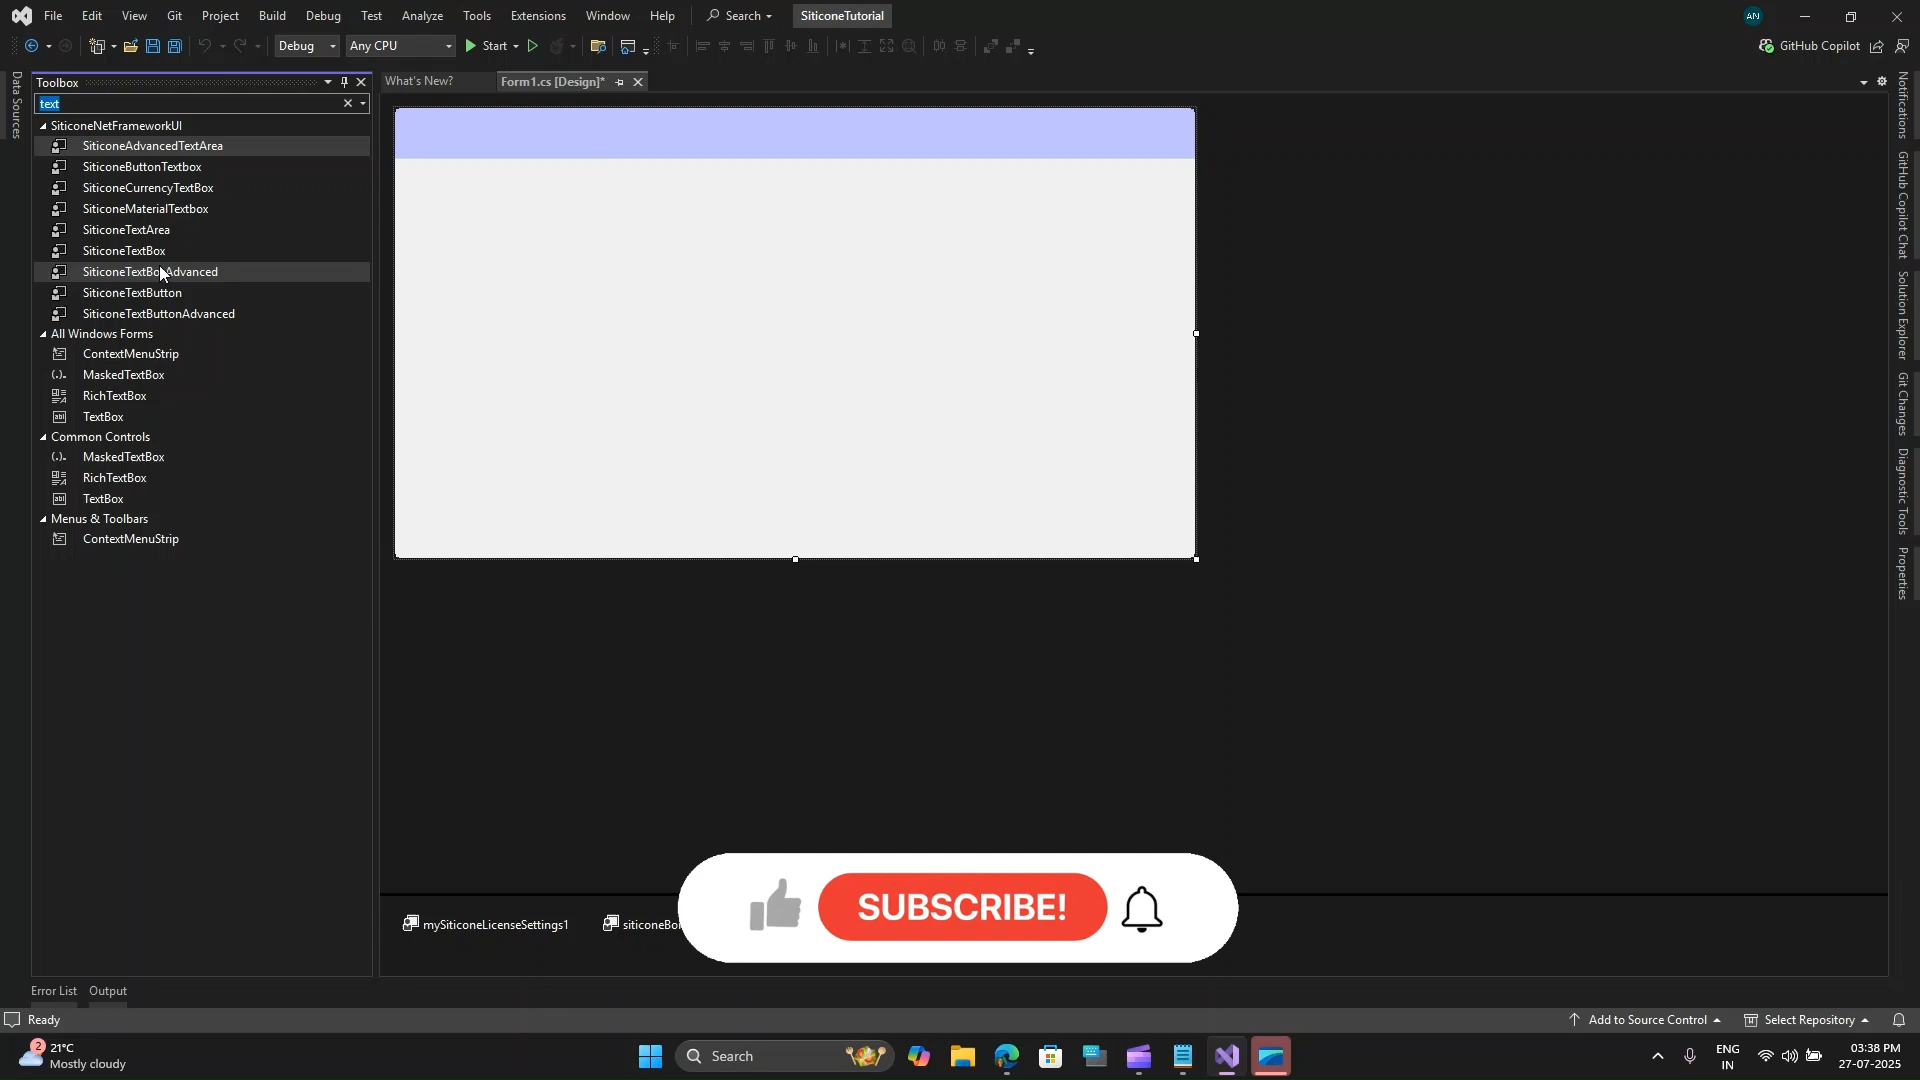 File Edit View Git Project Build Debug Test Analyze Tools Extensions Window Help Search SiticoneTutorial AN
Debug Any CPU Start GitHub Copilot
Data Sources
Toolbox
text
SiticoneNetFrameworkUI
SiticoneAdvancedTextArea
SiticoneButtonTextbox
SiticoneCurrencyTextBox
SiticoneMaterialTextbox
SiticoneTextArea
SiticoneTextBox
SiticoneTextBoxAdvanced
SiticoneTextButton
SiticoneTextButtonAdvanced
All Windows Forms
ContextMenuStrip
(.). MaskedTextBox
RichTextBox
abl TextBox
Common Controls
(.). MaskedTextBox
RichTextBox
abl TextBox
Menus & Toolbars
ContextMenuStrip
What's New? Form1.cs [Design]*
Notifications
GitHub Copilot Chat
Solution Explorer
Git Changes
Diagnostic Tools
Properties
mySiticoneLicenseSettings1 siticoneBo
SUBSCRIBE!
Error List Output
Ready Add to Source Control Select Repository
2 21°C
Mostly cloudy
Search
ENG
IN
03:38 PM
27-07-2025